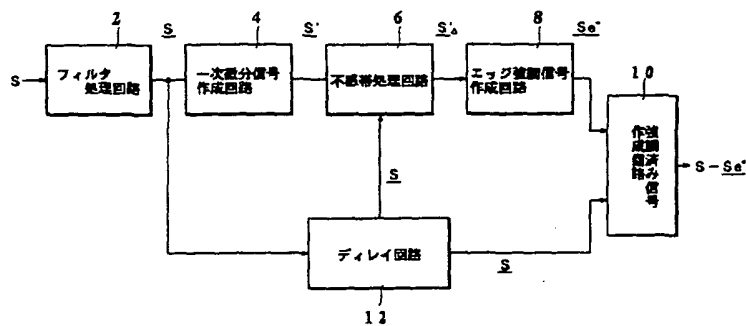 2
S
4
S'
6
S'Δ
8
Se"
S
フィルタ
処理回路
一次微分信号
作成回路
不感帯処理回路
エッジ強調信号
作成回路
10
強調済み信号
作成回路
S-Se"
S
ディレイ回路
S
12